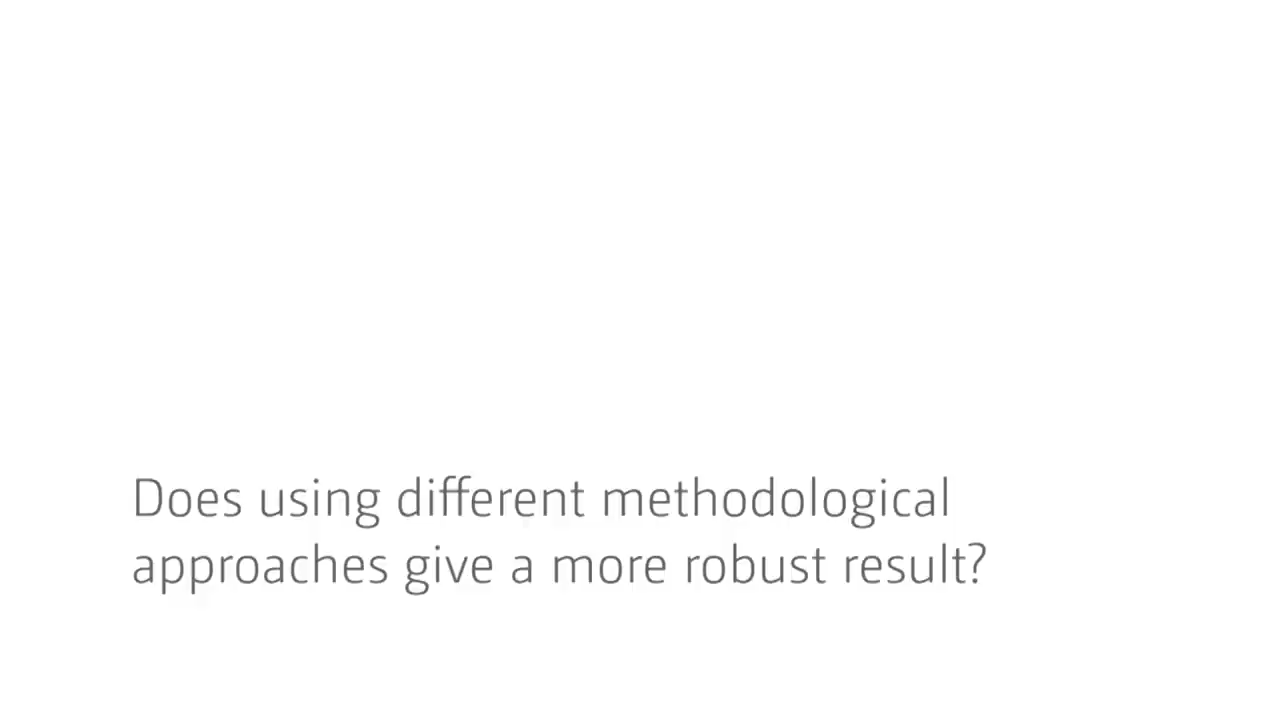 Does using different methodological
approaches give a more robust result?